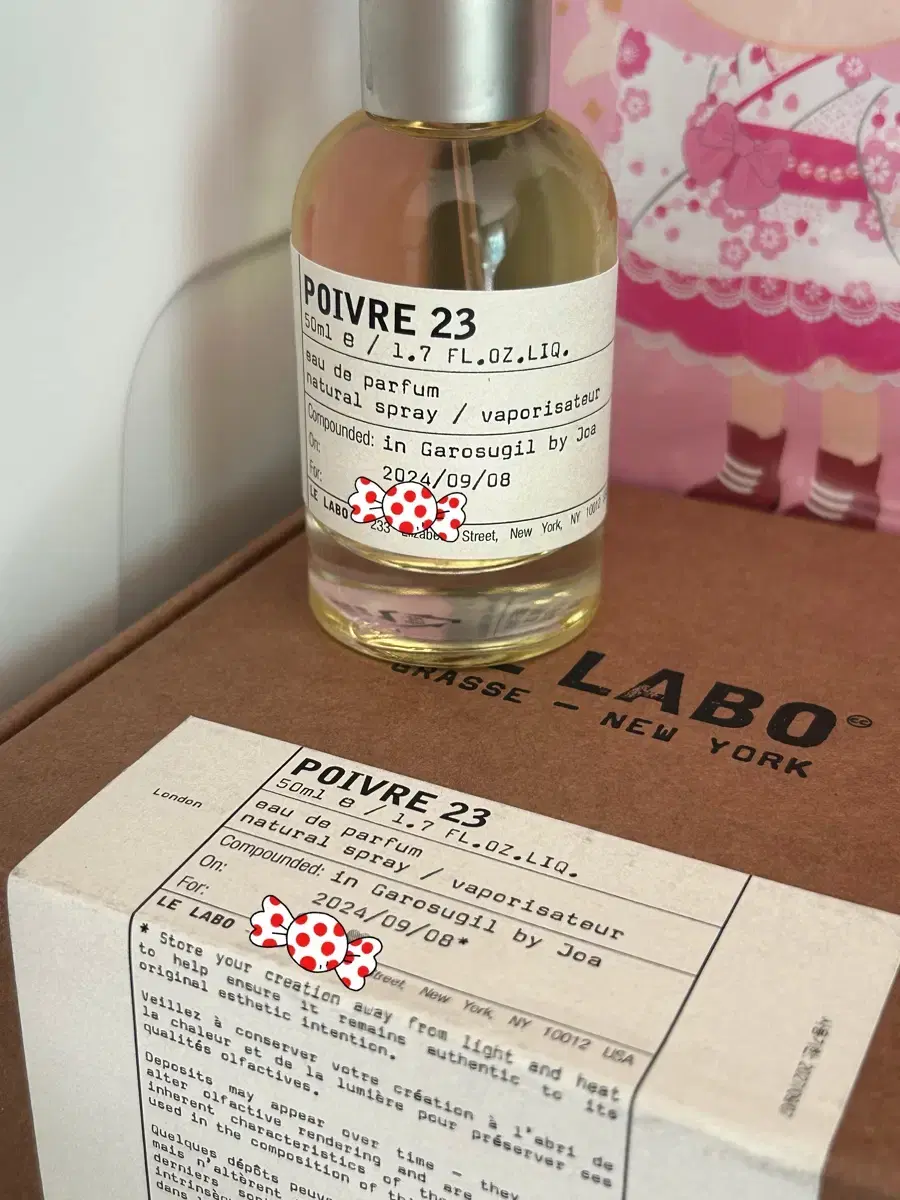 POIVRE 23
50ml e / 1.7 FL.OZ.LIQ.
eau de parfum
natural spray / vaporisateur
Compounded: in Garosugil by Joa
On: 2024/09/08
For:
LE LABO 233 Street, New York, NY 10012
LABO
GRASSE — NEW YORK
London
POIVRE 23
50ml e / 1.7 FL.OZ.LIQ.
eau de parfum
natural spray / vaporisateur
Compounded: in Garosugil by Joa
On: 2024/09/08*
For:
LE LABO - New York, NY 10012 USA
* Store your creation away from light and heat
to help ensure it remains authentic to its
original esthetic intention.
Veillez à conserver votre création à l'abri de
la chaleur et de la lumière pour préserver ses
qualités olfactives.
Deposits may appear over time - they
alter olfactive rendering and are
inherent characteristics of the
used in the composition of
Quelques dépôts
mais n'altèrent
derniers
dans